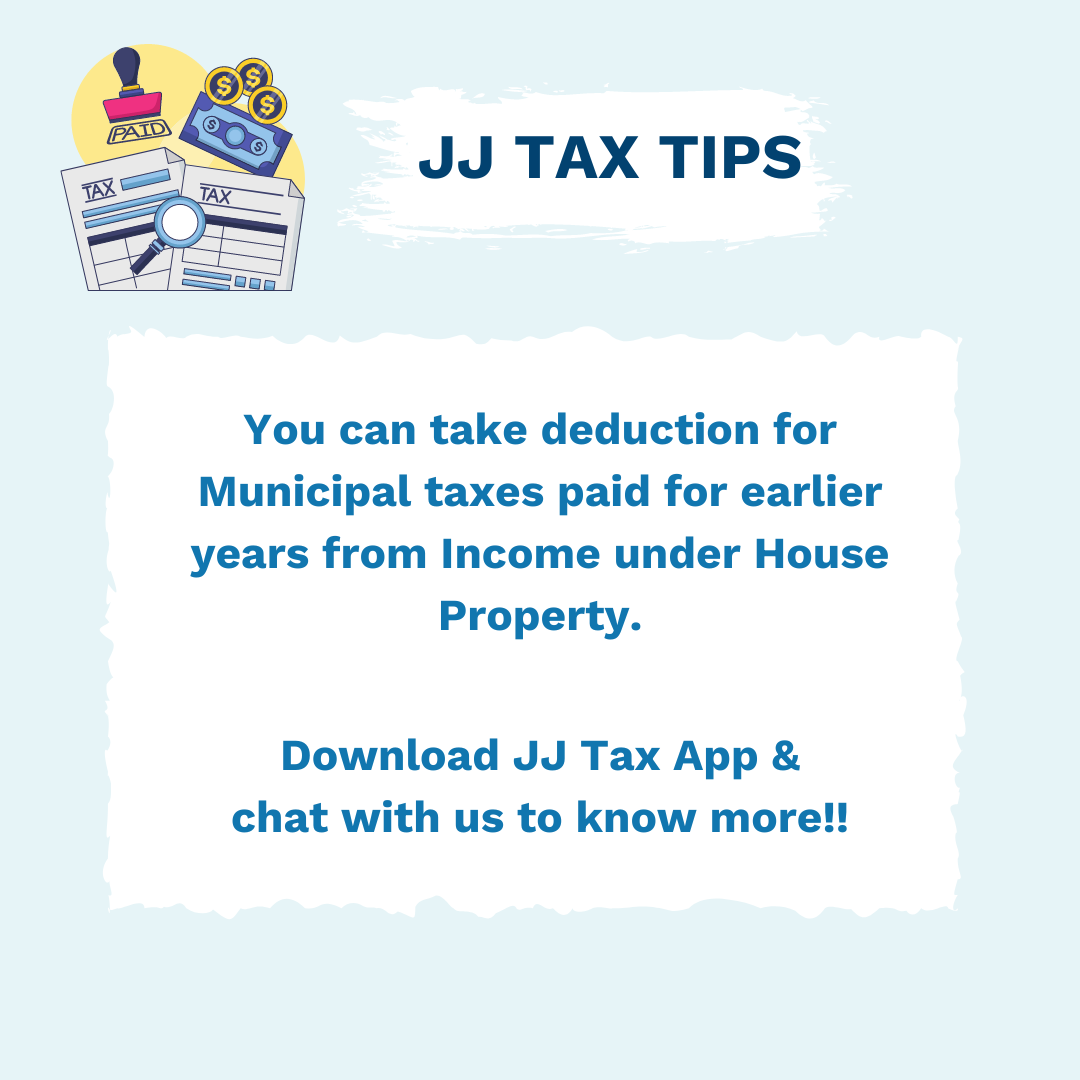 PAID
TAX
TAX
JJ TAX TIPS
You can take deduction for
Municipal taxes paid for earlier
years from Income under House
Property.
Download JJ Tax App &
chat with us to know more!!